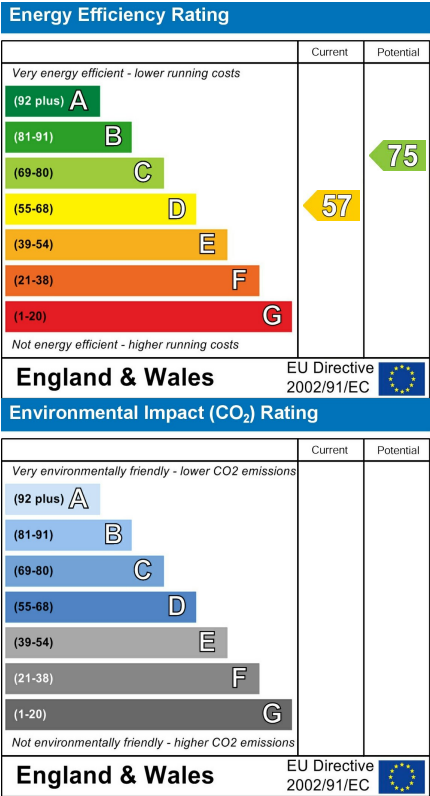 Energy Efficiency Rating
Current Potential
Very energy efficient - lower running costs
(92 plus) A
(81-91) B
(69-80) C
(55-68) D
(39-54) E
(21-38) F
(1-20) G
57
75
Not energy efficient - higher running costs
England & Wales
EU Directive
2002/91/EC
Environmental Impact (CO₂) Rating
Current Potential
Very environmentally friendly - lower CO2 emissions
(92 plus) A
(81-91) B
(69-80) C
(55-68) D
(39-54) E
(21-38) F
(1-20) G
Not environmentally friendly - higher CO2 emissions
England & Wales
EU Directive
2002/91/EC